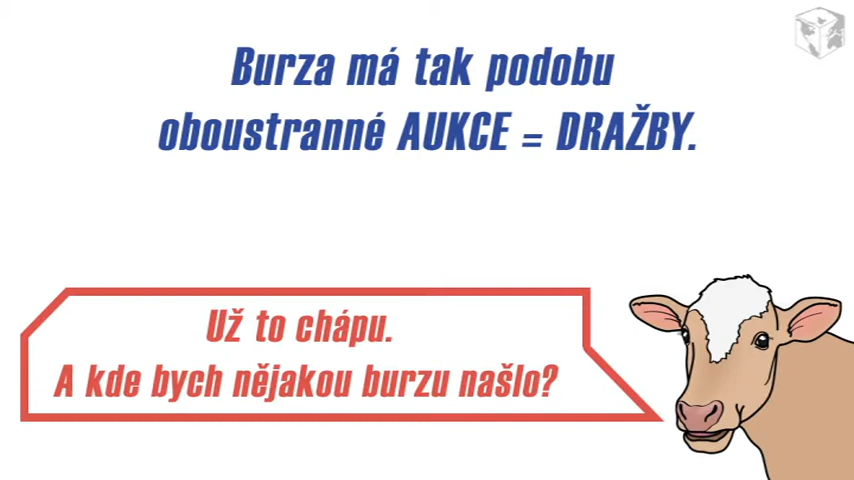 Burza má tak podobu
oboustranné AUKCE = DRAŽBY.
Už to chápu.
A kde bych nějakou burzu našlo?